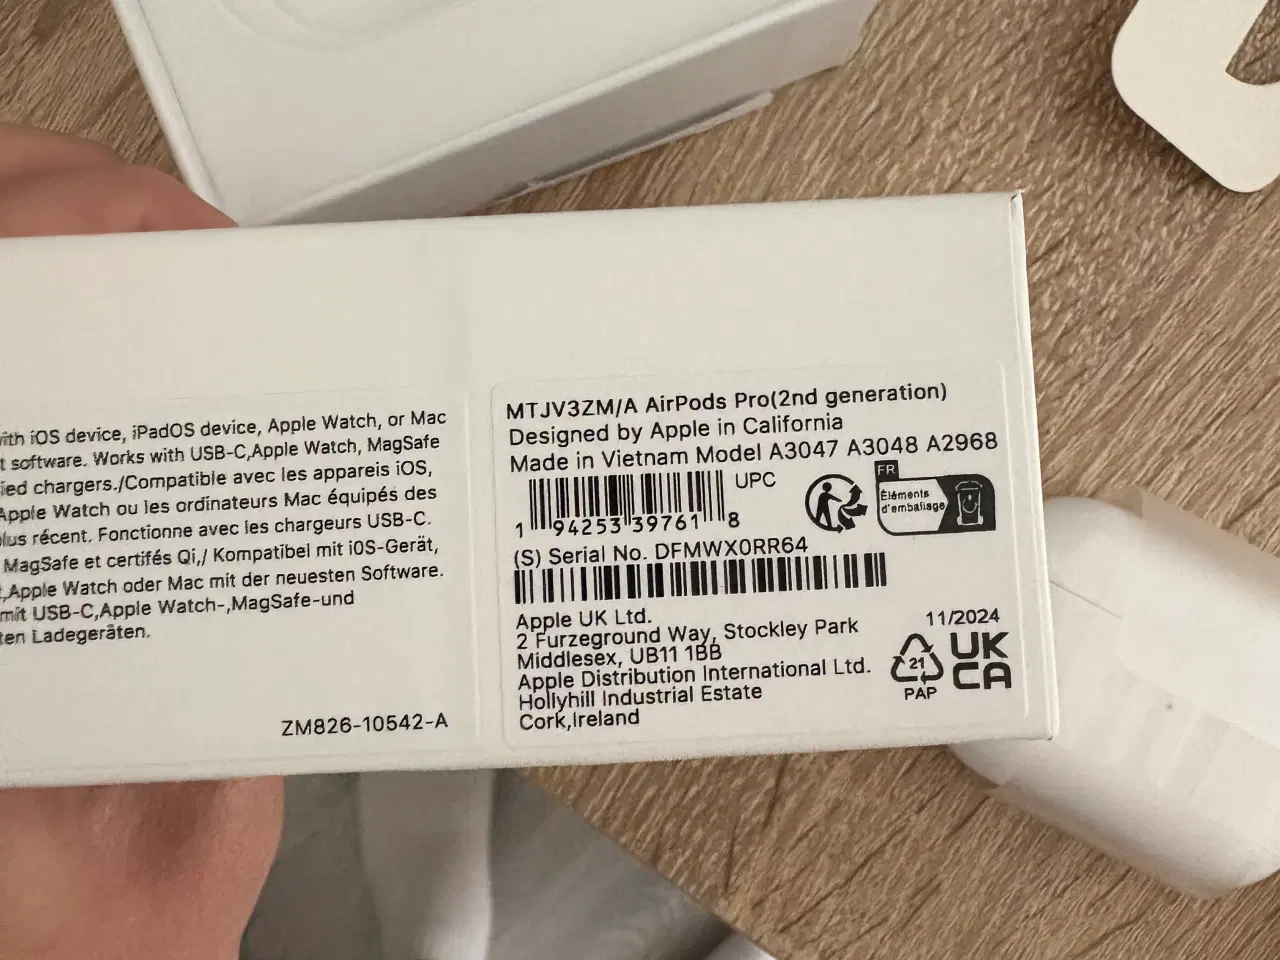 ith iOS device, iPadOS device, Apple Watch, or Mac
t software. Works with USB-C,Apple Watch, MagSafe
ied chargers./Compatible avec les appareils iOS,
Apple Watch ou les ordinateurs Mac équipés des
lus récent. Fonctionne avec les chargeurs USB-C.
MagSafe et certifés Qi,/ Kompatibel mit iOS-Gerät,
t,Apple Watch oder Mac mit der neuesten Software.
mit USB-C,Apple Watch-,MagSafe-und
ten Ladegeräten.
ZM826-10542-A
MTJV3ZM/A AirPods Pro(2nd generation)
Designed by Apple in California
Made in Vietnam Model A3047 A3048 A2968
UPC
1 94253 39761 8
FR
Éléments
d'emballage
(S) Serial No. DFMWX0RR64
Apple UK Ltd.
2 Furzeground Way, Stockley Park
Middlesex, UB11 1BB
Apple Distribution International Ltd.
Hollyhill Industrial Estate
Cork,Ireland
11/2024
21
PAP
UK
CA